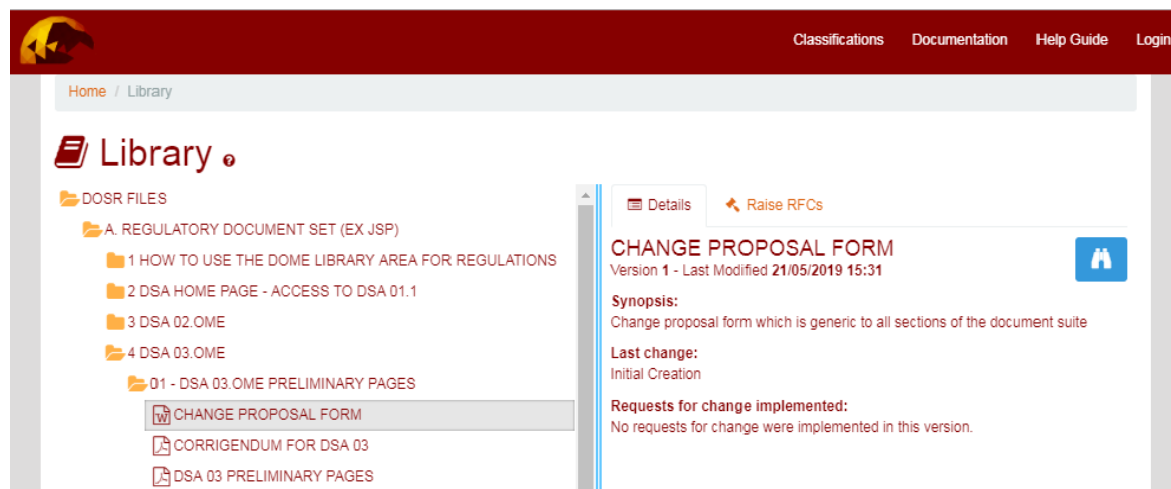 Classifications Documentation Help Guide Login
Home / Library
Library
DOSR FILES
A. REGULATORY DOCUMENT SET (EX JSP)
1 HOW TO USE THE DOME LIBRARY AREA FOR REGULATIONS
2 DSA HOME PAGE - ACCESS TO DSA 01.1
3 DSA 02.OME
4 DSA 03.OME
01 - DSA 03.OME PRELIMINARY PAGES
CHANGE PROPOSAL FORM
CORRIGENDUM FOR DSA 03
DSA 03 PRELIMINARY PAGES
Details Raise RFCs
CHANGE PROPOSAL FORM
Version 1 - Last Modified 21/05/2019 15:31
Synopsis:
Change proposal form which is generic to all sections of the document suite
Last change:
Initial Creation
Requests for change implemented:
No requests for change were implemented in this version.